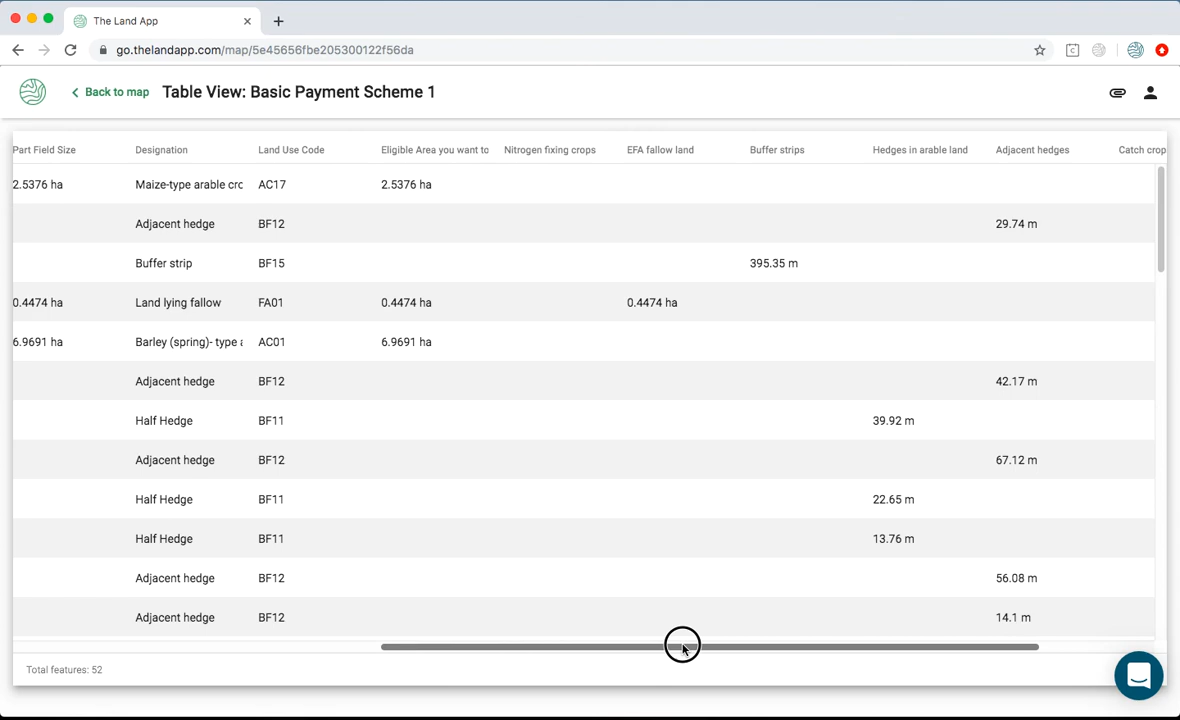 The Land App
go.thelandapp.com/map/5e45656fbe205300122f56da
Back to map Table View: Basic Payment Scheme 1
Part Field Size Designation Land Use Code Eligible Area you want to Nitrogen fixing crops EFA fallow land Buffer strips Hedges in arable land Adjacent hedges Catch crop
2.5376 ha Maize-type arable crc AC17 2.5376 ha
Adjacent hedge BF12 29.74 m
Buffer strip BF15 395.35 m
0.4474 ha Land lying fallow FA01 0.4474 ha 0.4474 ha
6.9691 ha Barley (spring)- type a AC01 6.9691 ha
Adjacent hedge BF12 42.17 m
Half Hedge BF11 39.92 m
Adjacent hedge BF12 67.12 m
Half Hedge BF11 22.65 m
Half Hedge BF11 13.76 m
Adjacent hedge BF12 56.08 m
Adjacent hedge BF12 14.1 m
Total features: 52